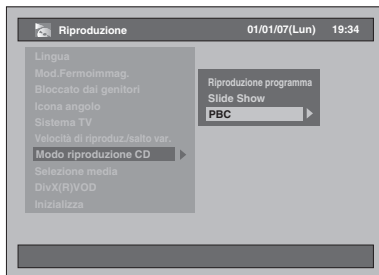 Riproduzione 01/01/07(Lun) 19:34
Lingua
Mod.Fermoimmag.
Bloccato dai genitori
Icona angolo
Sistema TV
Velocità di riproduz./salto var.
Modo riproduzione CD
Selezione media
DivX(R)VOD
Inizializza
Riproduzione programma
Slide Show
PBC